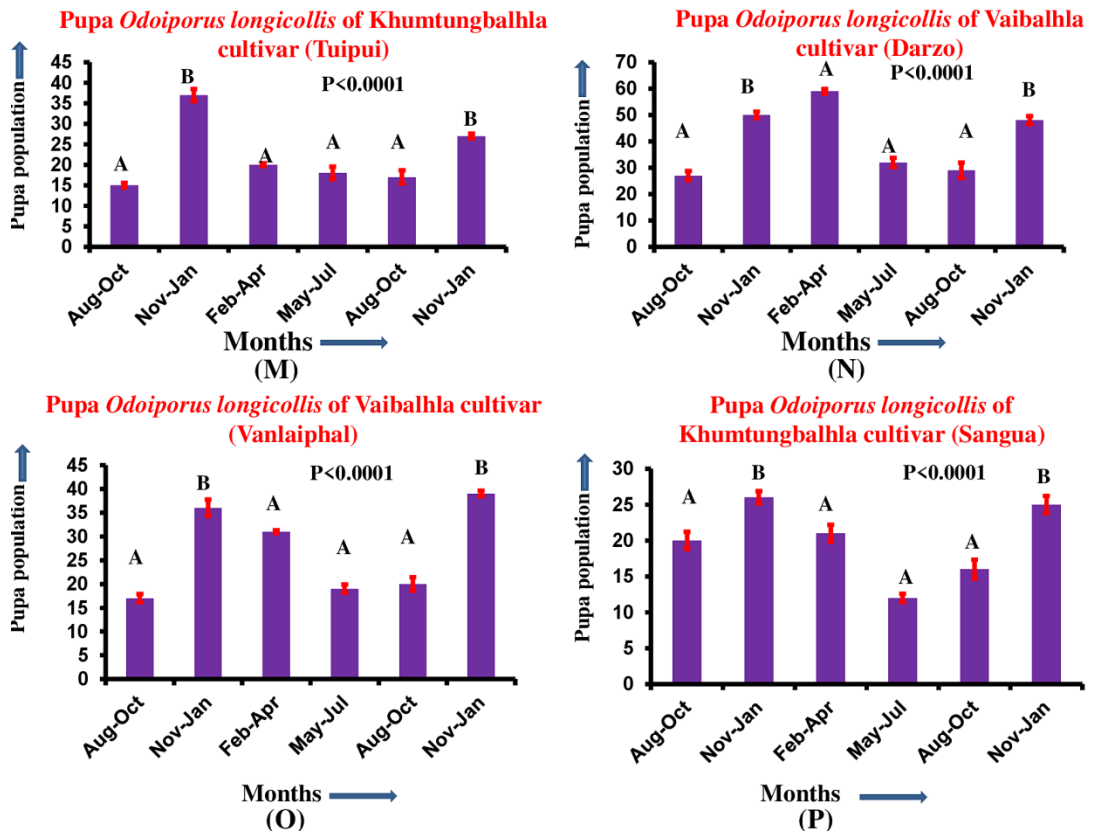 Pupa Odoiporus longicollis of Khumtungbalhla
cultivar (Tuipui)
Pupa population
45
40
35
30
25
20
15
10
5
0
P<0.0001
A
B
A
A
A
B
Aug-Oct
Nov-Jan
Feb-Apr
May-Jul
Aug-Oct
Nov-Jan
Months
(M)
Pupa Odoiporus longicollis of Vaibalhla
cultivar (Darzo)
Pupa population
70
60
50
40
30
20
10
0
P<0.0001
A
B
A
A
A
B
Aug-Oct
Nov-Jan
Feb-Apr
May-Jul
Aug-Oct
Nov-Jan
Months
(N)
Pupa Odoiporus longicollis of Vaibalhla cultivar
(Vanlaiphal)
Pupa population
45
40
35
30
25
20
15
10
5
0
P<0.0001
A
B
A
A
A
B
Aug-Oct
Nov-Jan
Feb-Apr
May-Jul
Aug-Oct
Nov-Jan
Months
(O)
Pupa Odoiporus longicollis of
Khumtungbalhla cultivar (Sangua)
Pupa population
30
25
20
15
10
5
0
P<0.0001
A
B
A
A
A
B
Aug-Oct
Nov-Jan
Feb-Apr
May-Jul
Aug-Oct
Nov-Jan
Months
(P)